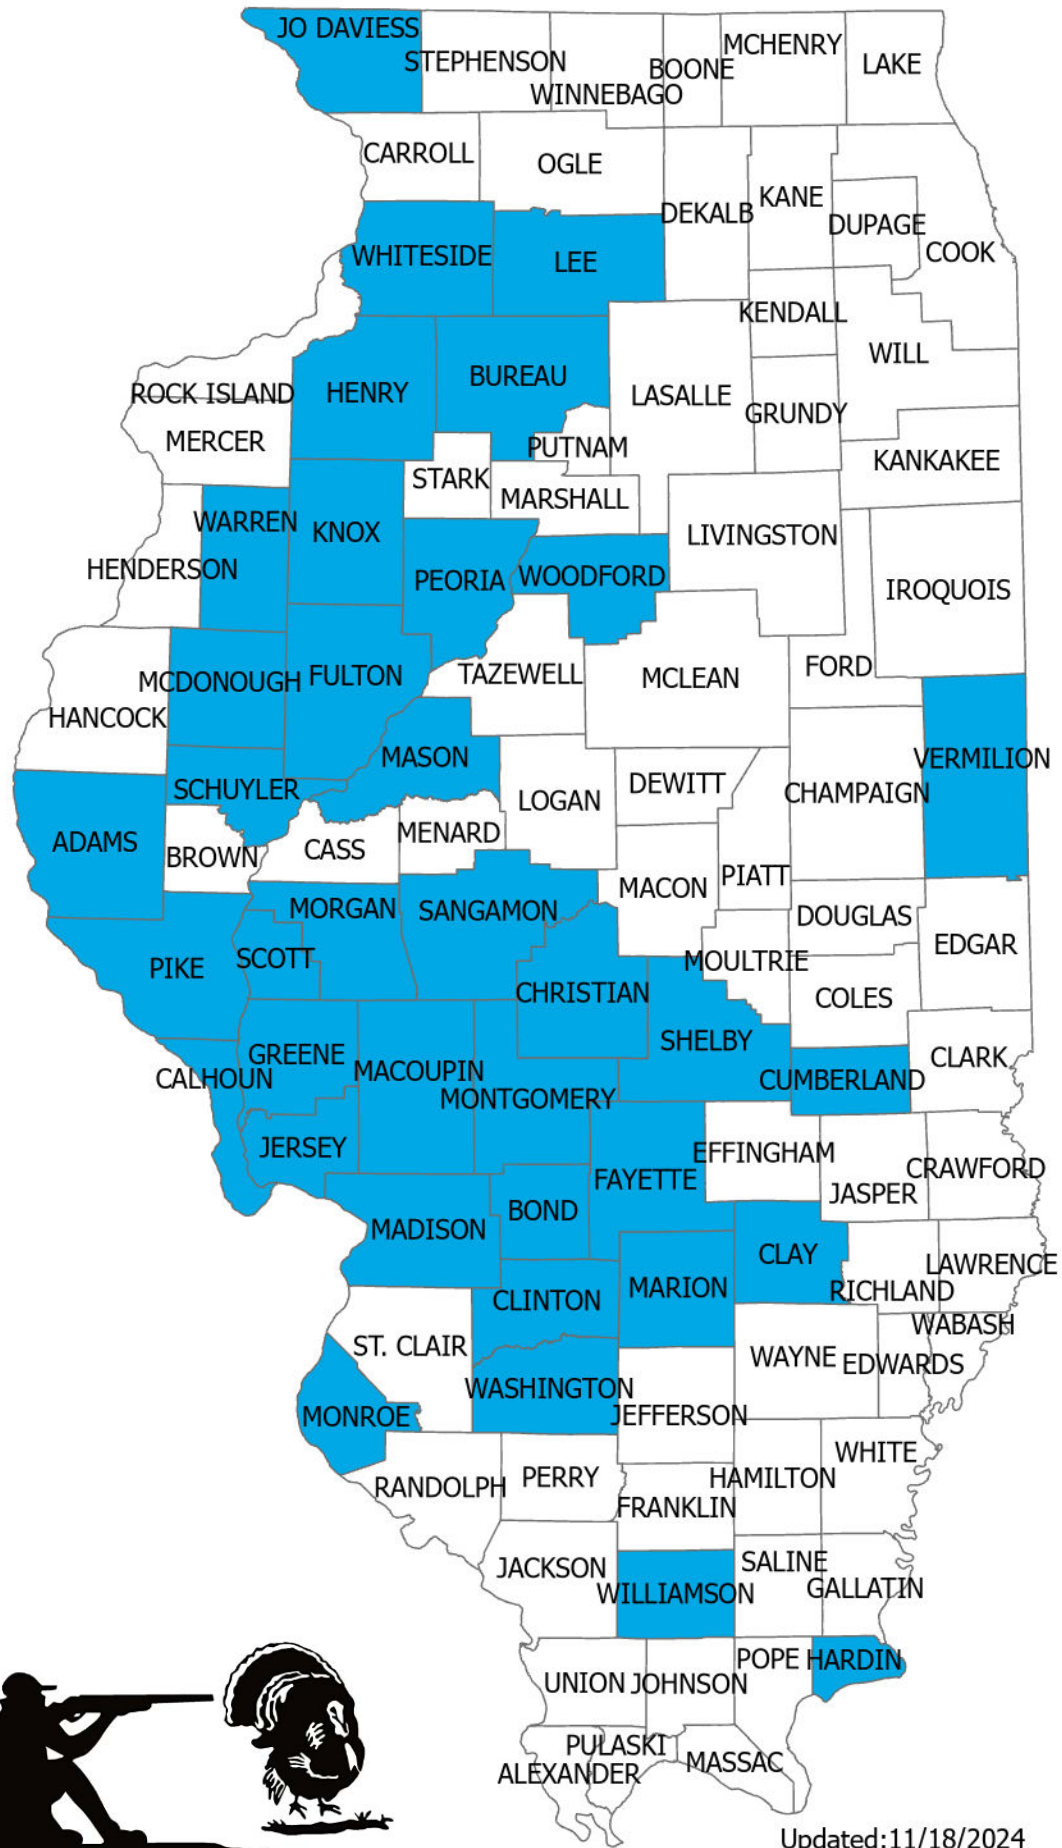 JO DAVIESS
STEPHENSON
WINNEBAGO
BOONE
MCHENRY
LAKE
CARROLL
OGLE
DEKALB
KANE
DUPAGE
COOK
WHITESIDE
LEE
KENDALL
WILL
ROCK ISLAND
HENRY
BUREAU
LASALLE
GRUNDY
MERCER
PUTNAM
KANKAKEE
STARK
MARSHALL
WARREN
KNOX
LIVINGSTON
HENDERSON
PEORIA
WOODFORD
IROQUOIS
HANCOCK
MCDONOUGH
FULTON
TAZEWELL
MCLEAN
FORD
MASON
VERMILION
SCHUYLER
LOGAN
DEWITT
CHAMPAIGN
ADAMS
BROWN
CASS
MENARD
MACON
PIATT
MORGAN
SANGAMON
DOUGLAS
EDGAR
PIKE
SCOTT
CHRISTIAN
MOULTRIE
COLES
SHELBY
GREENE
MACOUPIN
CALHOUN
MONTGOMERY
CUMBERLAND
CLARK
JERSEY
FAYETTE
EFFINGHAM
JASPER
CRAWFORD
MADISON
BOND
CLAY
LAWRENCE
RICHLAND
CLINTON
MARION
WABASH
ST. CLAIR
WAYNE
EDWARDS
WASHINGTON
MONROE
JEFFERSON
WHITE
RANDOLPH
PERRY
HAMILTON
FRANKLIN
JACKSON
WILLIAMSON
SALINE
GALLATIN
UNION
JOHNSON
POPE
HARDIN
PULASKI
ALEXANDER
MASSAC
Updated:11/18/2024